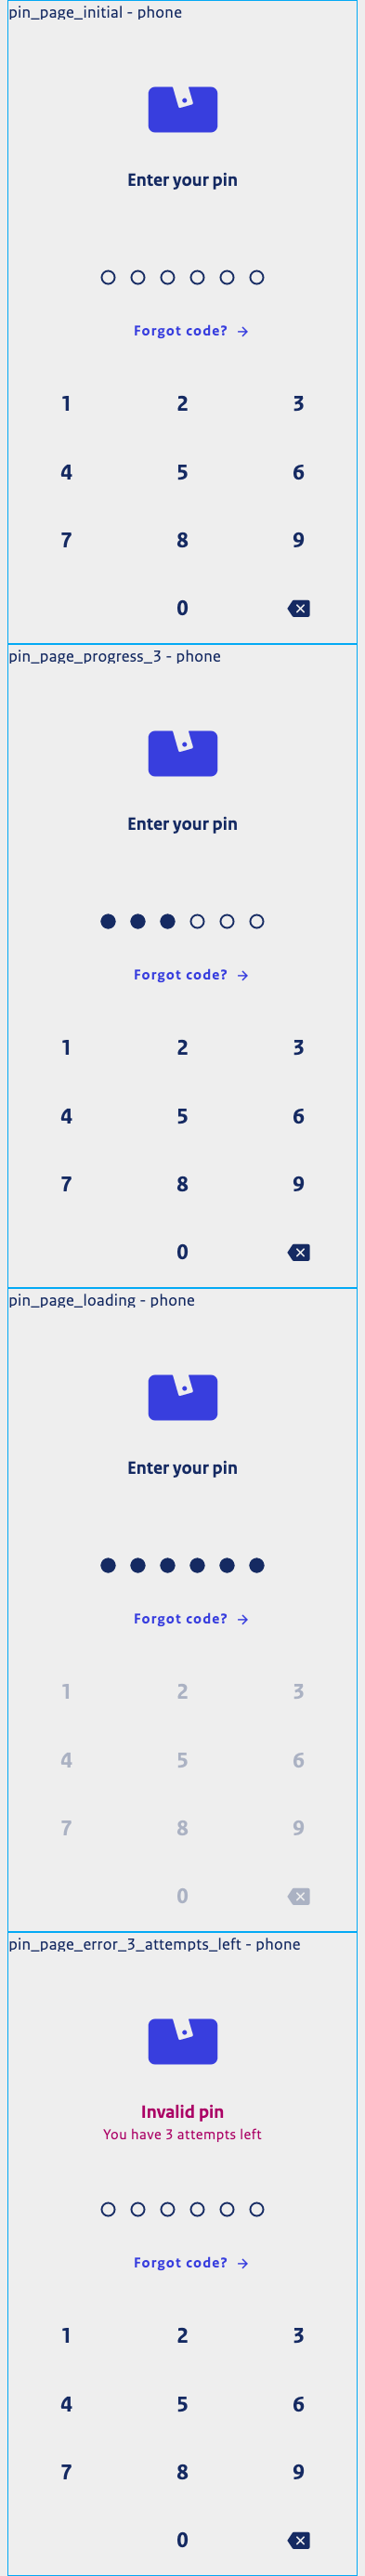 pin_page_initial - phone
Enter your pin
Forgot code? →
1 2 3
4 5 6
7 8 9
0
pin_page_progress_3 - phone
Enter your pin
Forgot code? →
1 2 3
4 5 6
7 8 9
0
pin_page_loading - phone
Enter your pin
Forgot code? →
1 2 3
4 5 6
7 8 9
0
pin_page_error_3_attempts_left - phone
Invalid pin
You have 3 attempts left
Forgot code? →
1 2 3
4 5 6
7 8 9
0